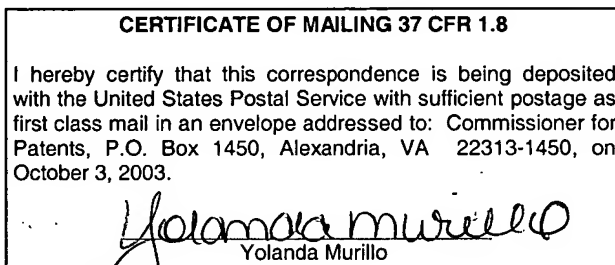 CERTIFICATE OF MAILING 37 CFR 1.8
I hereby certify that this correspondence is being deposited
with the United States Postal Service with sufficient postage as
first class mail in an envelope addressed to: Commissioner for
Patents, P.O. Box 1450, Alexandria, VA 22313-1450, on
October 3, 2003.
Yolanda Murillo
Yolanda Murillo